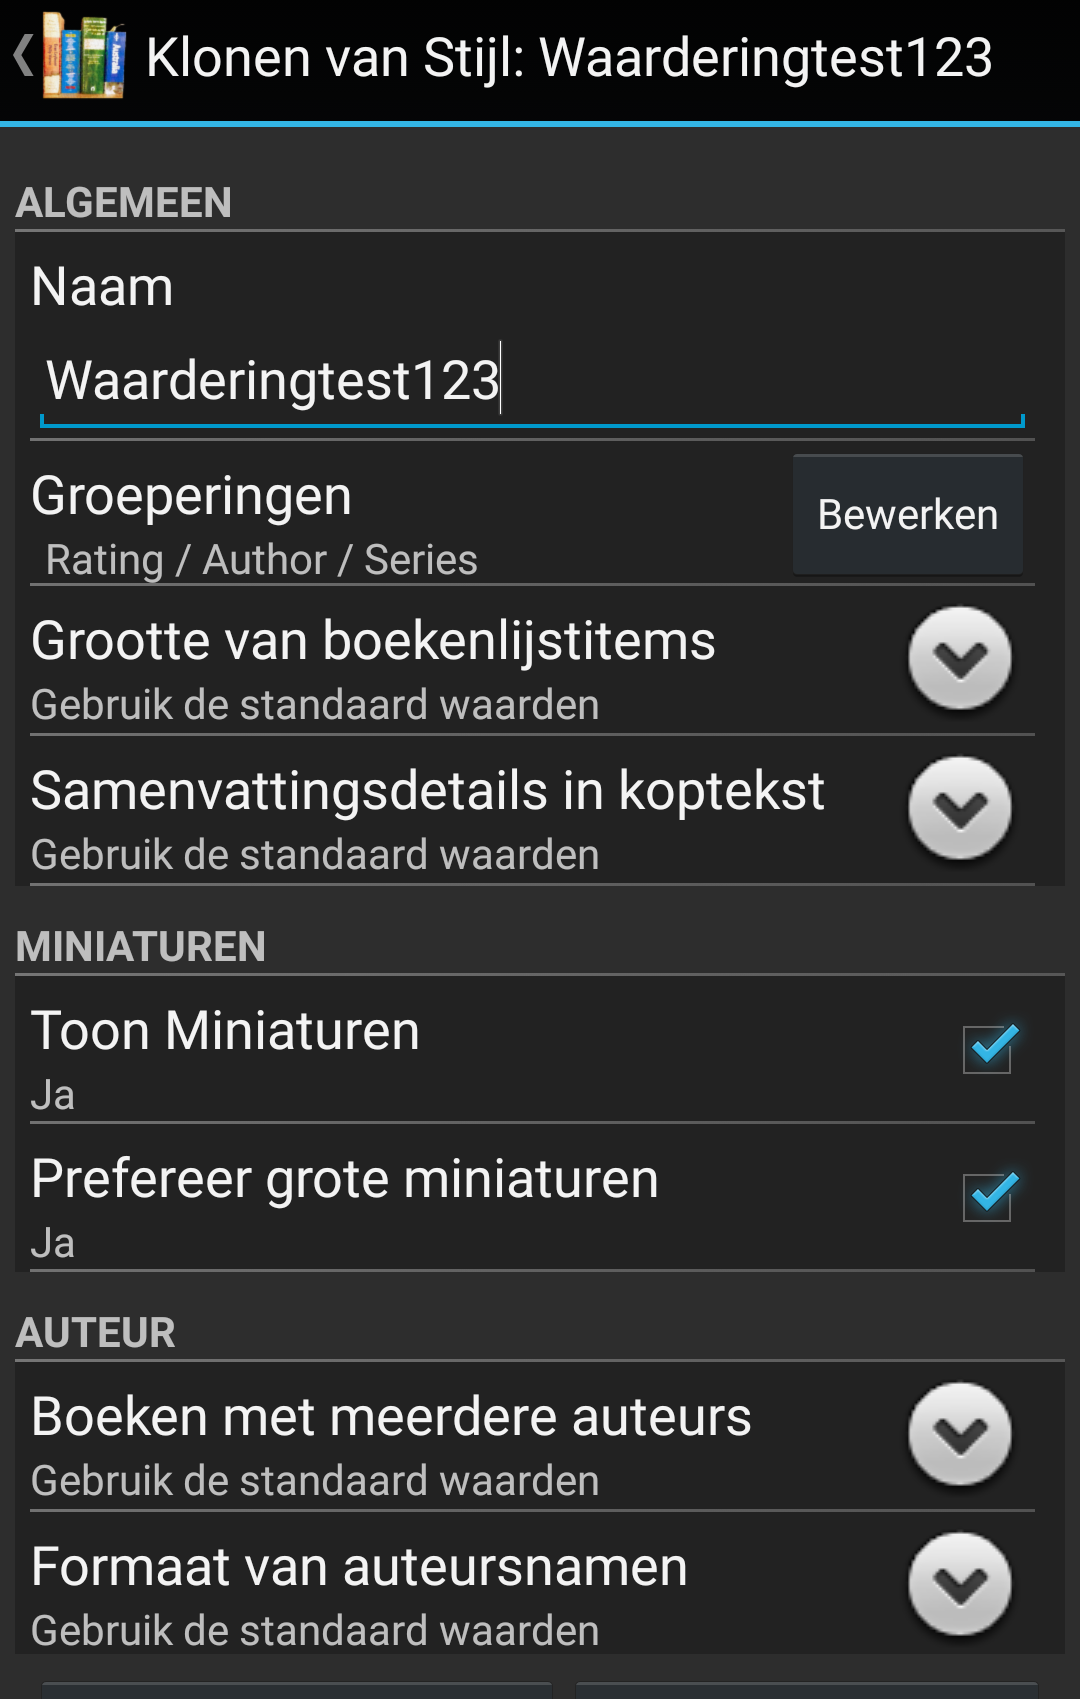 Klonen van Stijl: Waarderingtest123
ALGEMEEN
Naam
Waarderingtest123
Groeperingen
Bewerken
Rating / Author / Series
Grootte van boekenlijstitems
Gebruik de standaard waarden
Samenvattingsdetails in koptekst
Gebruik de standaard waarden
MINIATUREN
Toon Miniaturen
Ja
Prefereer grote miniaturen
Ja
AUTEUR
Boeken met meerdere auteurs
Gebruik de standaard waarden
Formaat van auteursnamen
Gebruik de standaard waarden